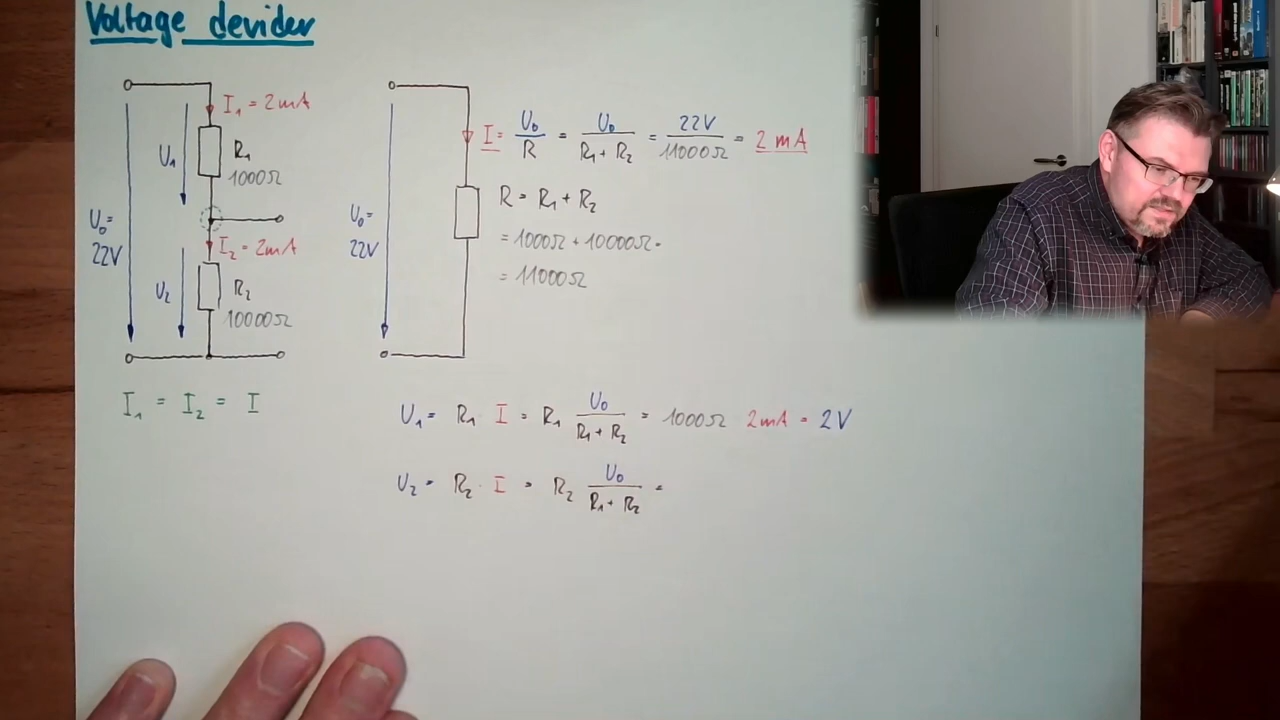 Voltage devider
I₁ = 2mA
U₁
R₁
1000Ω
U₀ =
22V
I₂ = 2mA
U₂
R₂
10000Ω
I₁ = I₂ = I
U₀ =
22V
I = U₀/R = U₀/(R₁ + R₂) = 22V/11000Ω = 2 mA
R = R₁ + R₂
= 1000Ω + 10000Ω
= 11000Ω
U₁ = R₁ · I = R₁ U₀/(R₁ + R₂) = 1000Ω 2mA = 2V
U₂ = R₂ · I = R₂ U₀/(R₁ + R₂) =